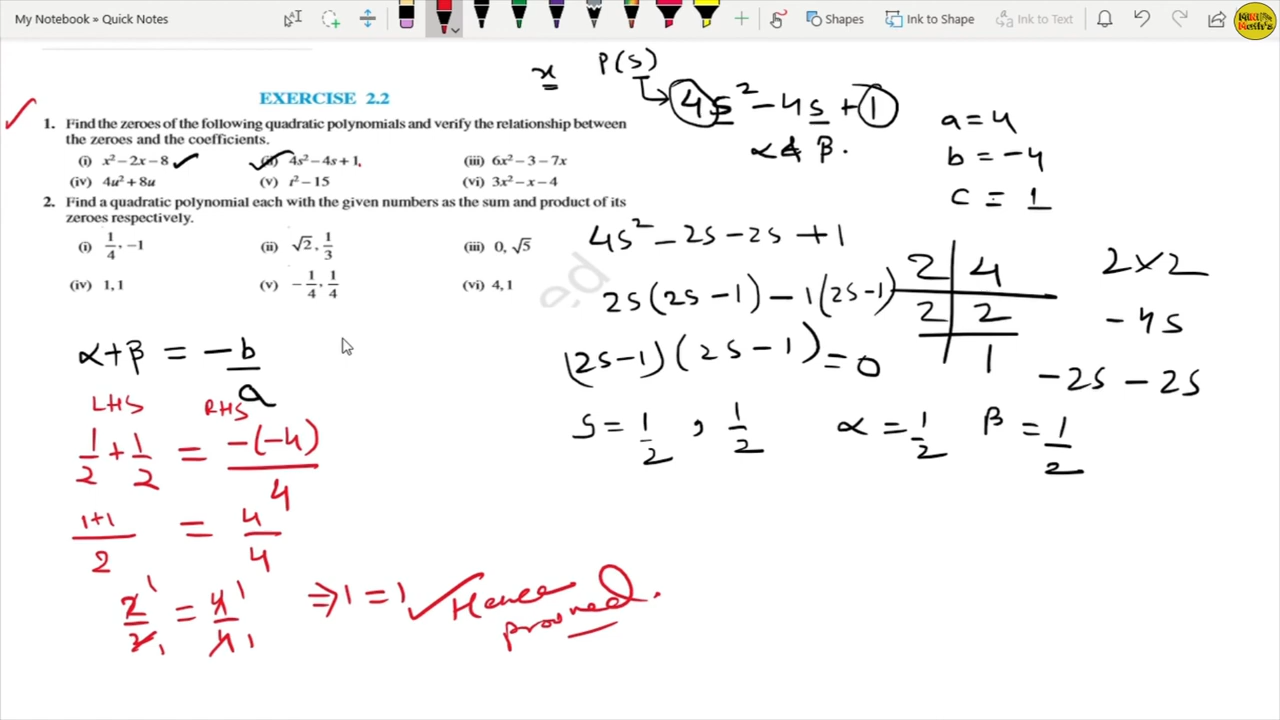 My Notebook » Quick Notes
Shapes
Ink to Shape
Ink to Text
EXERCISE 2.2
1. Find the zeroes of the following quadratic polynomials and verify the relationship between
the zeroes and the coefficients.
(i) x² – 2x – 8
4s² – 4s + 1
(iii) 6x² – 3 – 7x
(iv) 4u² + 8u
(v) t² – 15
(vi) 3x² – x – 4
2. Find a quadratic polynomial each with the given numbers as the sum and product of its
zeroes respectively.
(i) 1/4, –1
(ii) √2, 1/3
(iii) 0, √5
(iv) 1, 1
(v) –1/4, 1/4
(vi) 4, 1
x
P(S)
4s² – 4s + 1
α & β.
a = 4
b = –4
c = 1
4s² – 2s – 2s + 1
2s(2s – 1) – 1(2s – 1)
(2s – 1)(2s – 1) = 0
S = 1/2, 1/2
α = 1/2
β = 1/2
2 | 4
2 | 2
1
2 × 2
– 4s
– 2s – 2s
α + β = –b/a
LHS
RHS
1/2 + 1/2 = –(–4)/4
1+1/2 = 4/4
2/2 = 4/4 ⇒ 1 = 1 Hence
1 1
1 1
ed